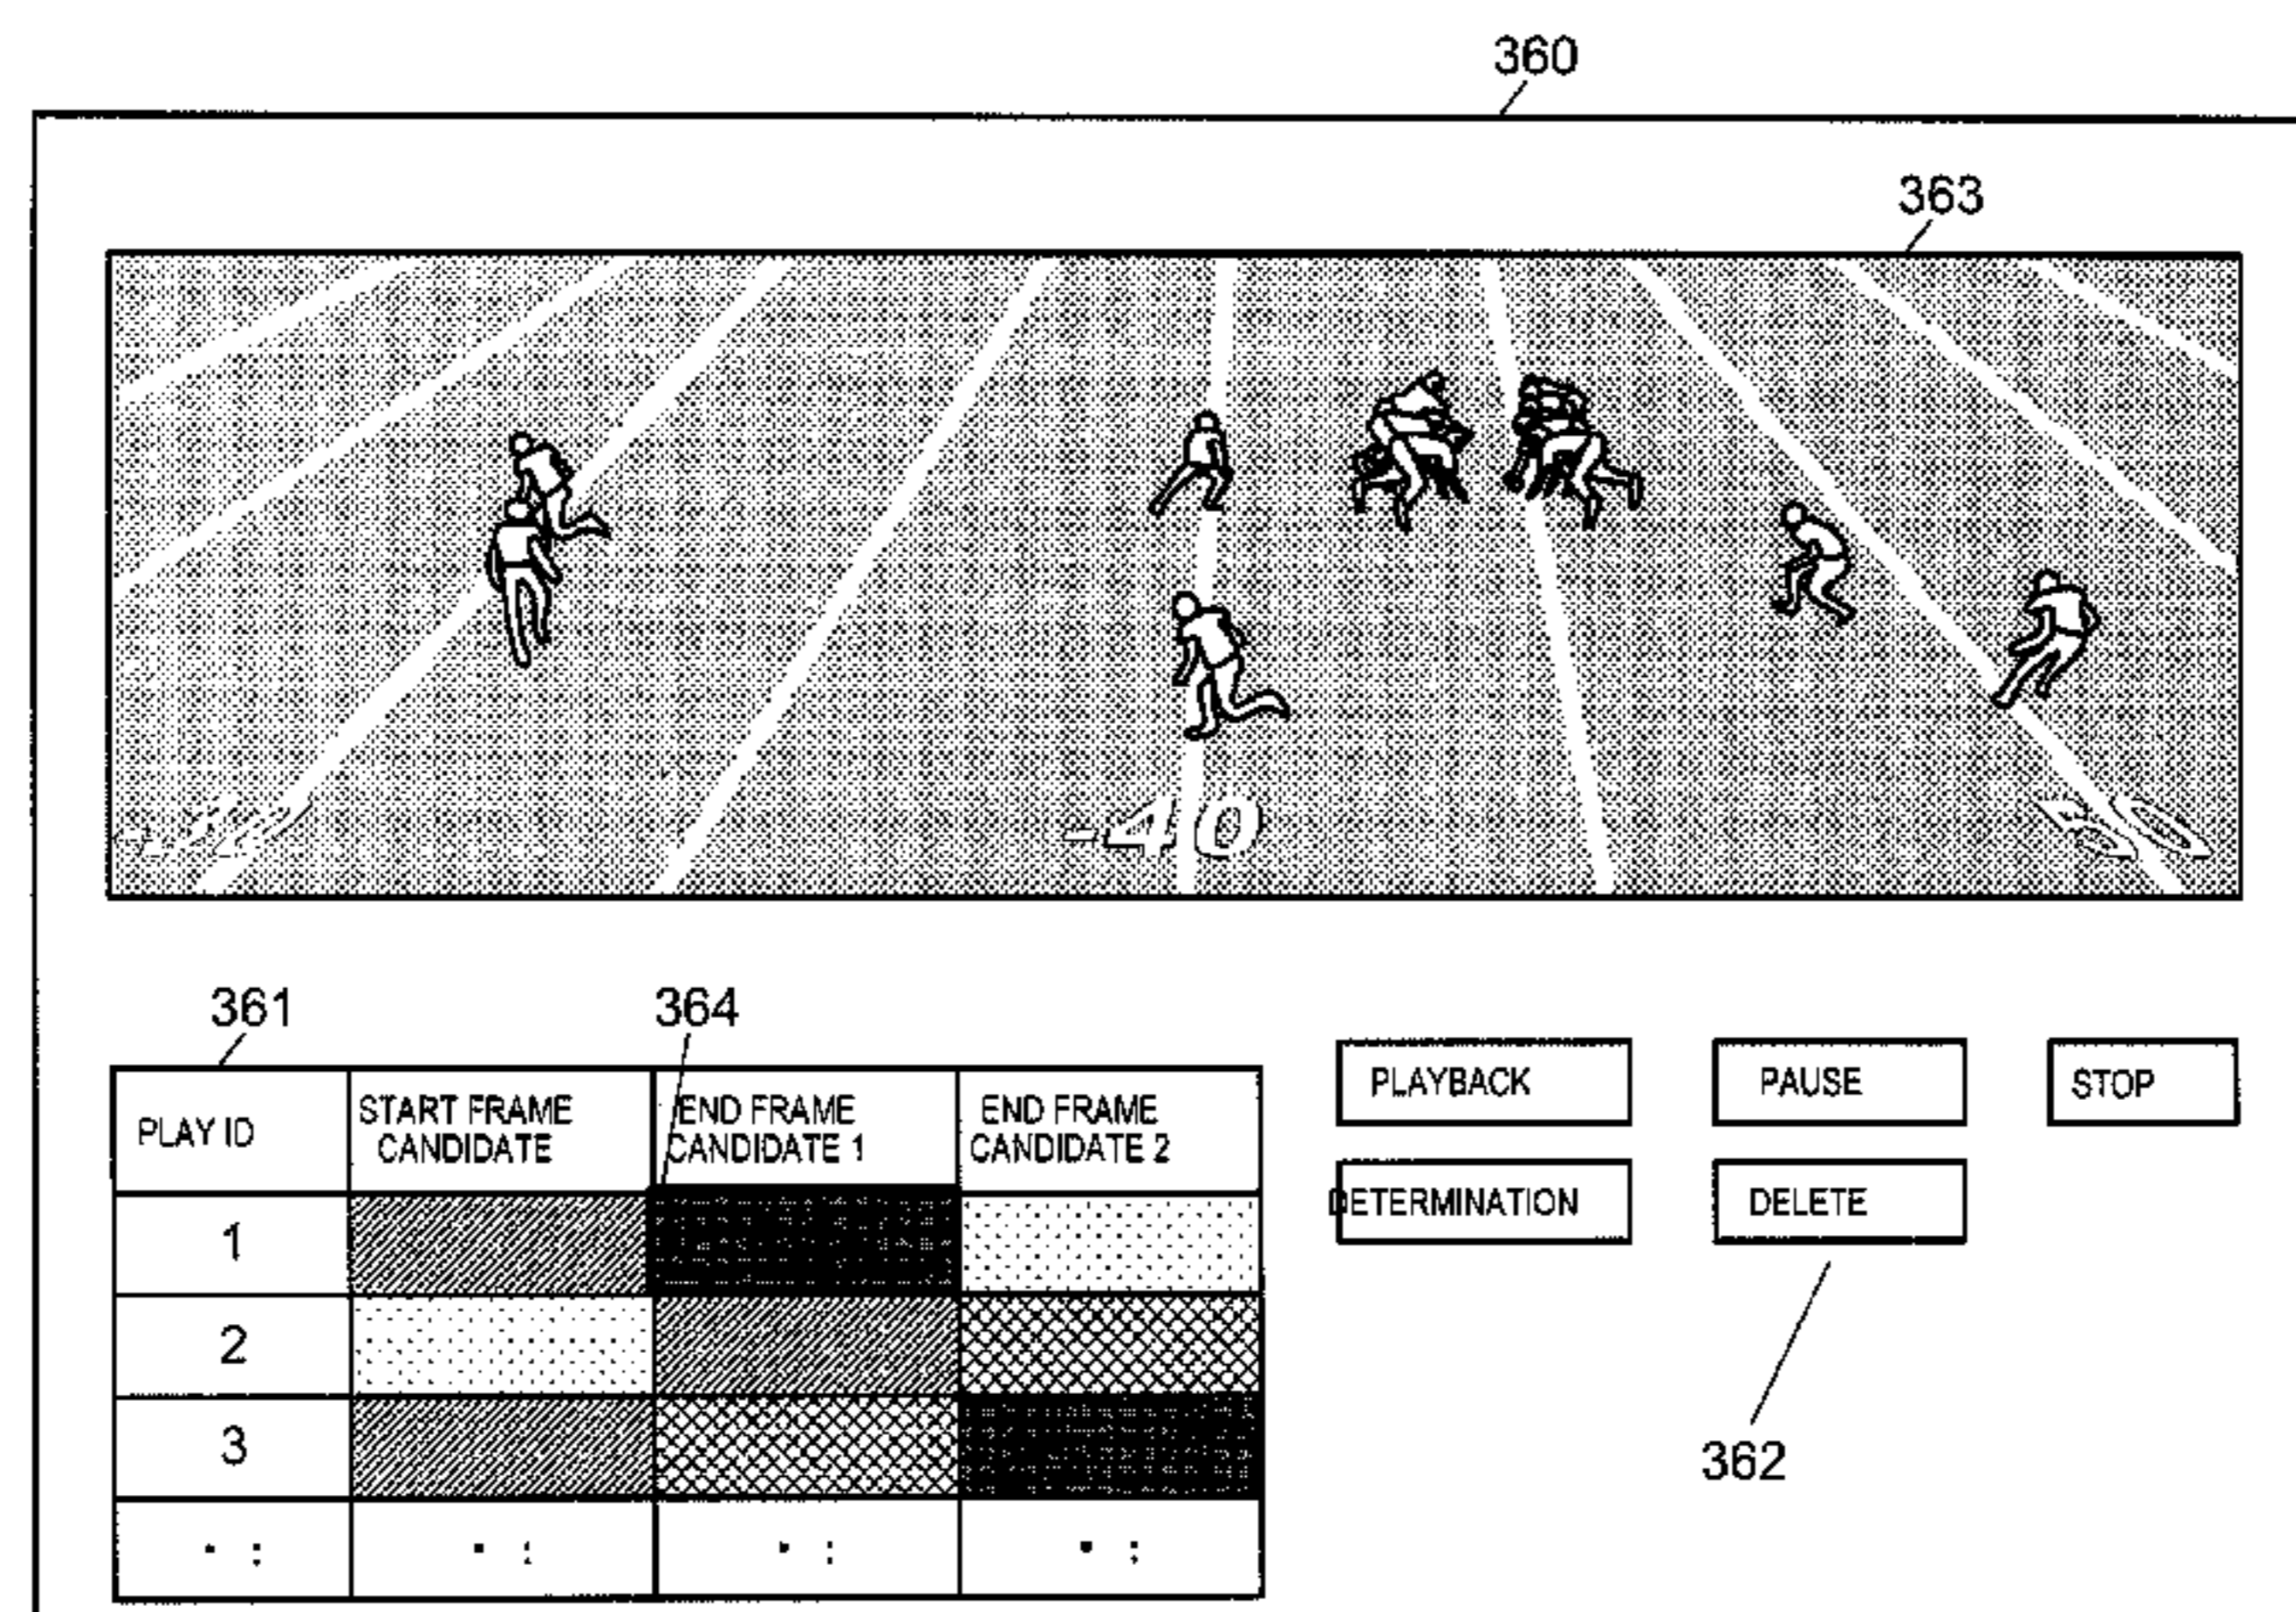 360
363
-40
50
361
364
PLAY ID
START FRAME
CANDIDATE
END FRAME
CANDIDATE 1
END FRAME
CANDIDATE 2
1
2
3
PLAYBACK
PAUSE
STOP
DETERMINATION
DELETE
362